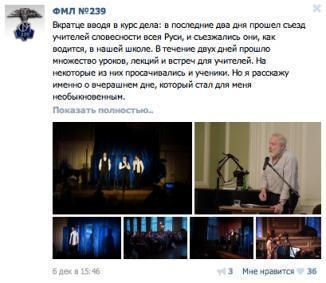 ФМЛ №239
Вкратце вводя в курс дела: в последние два дня прошел съезд
учителей словесности всея Руси, и съезжались они, как
водится, в нашей школе. В течение двух дней прошло
множество уроков, лекций и встреч для учителей. На
некоторые из них просачивались и ученики. Но я расскажу
именно о вчерашнем дне, который стал для меня
необыкновенным.
Показать полностью..
6 дек в 15:46
3 Мне нравится 36